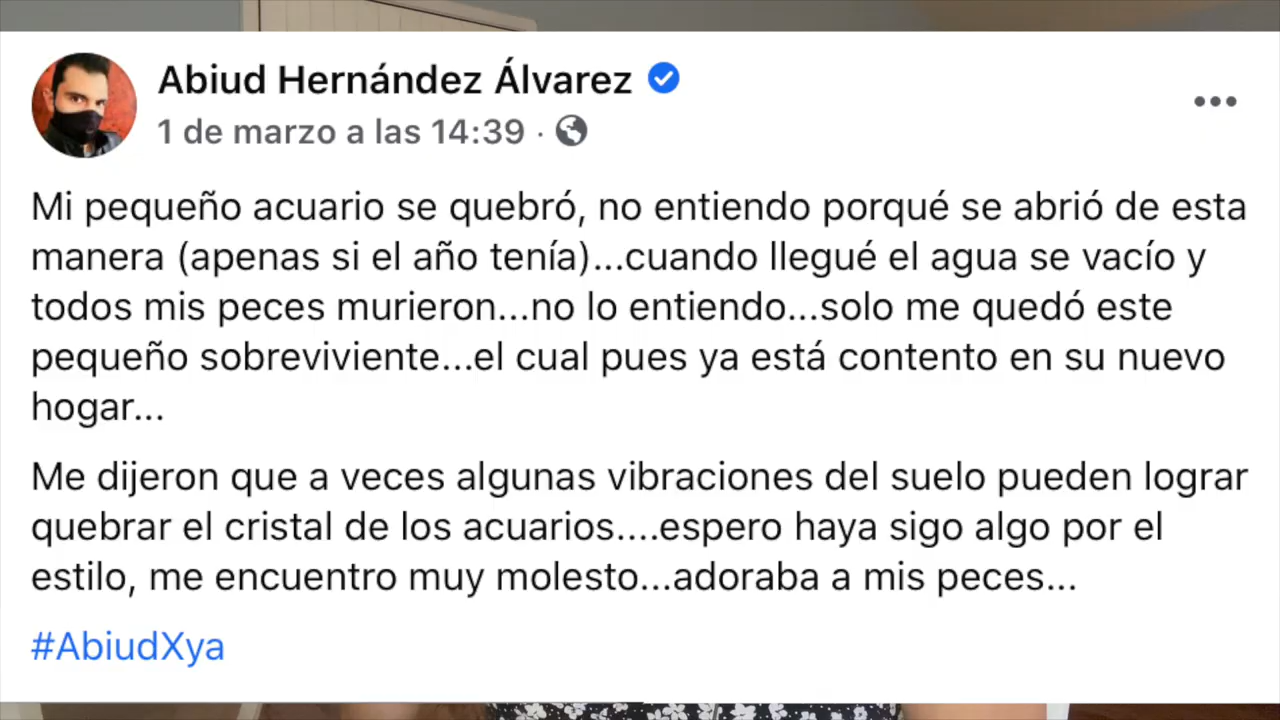 Abiud Hernández Álvarez
1 de marzo a las 14:39 ·
Mi pequeño acuario se quebró, no entiendo porqué se abrió de esta
manera (apenas si el año tenía)...cuando llegué el agua se vacío y
todos mis peces murieron...no lo entiendo...solo me quedó este
pequeño sobreviviente...el cual pues ya está contento en su nuevo
hogar...
Me dijeron que a veces algunas vibraciones del suelo pueden lograr
quebrar el cristal de los acuarios....espero haya sigo algo por el
estilo, me encuentro muy molesto...adoraba a mis peces...
#AbiudXya